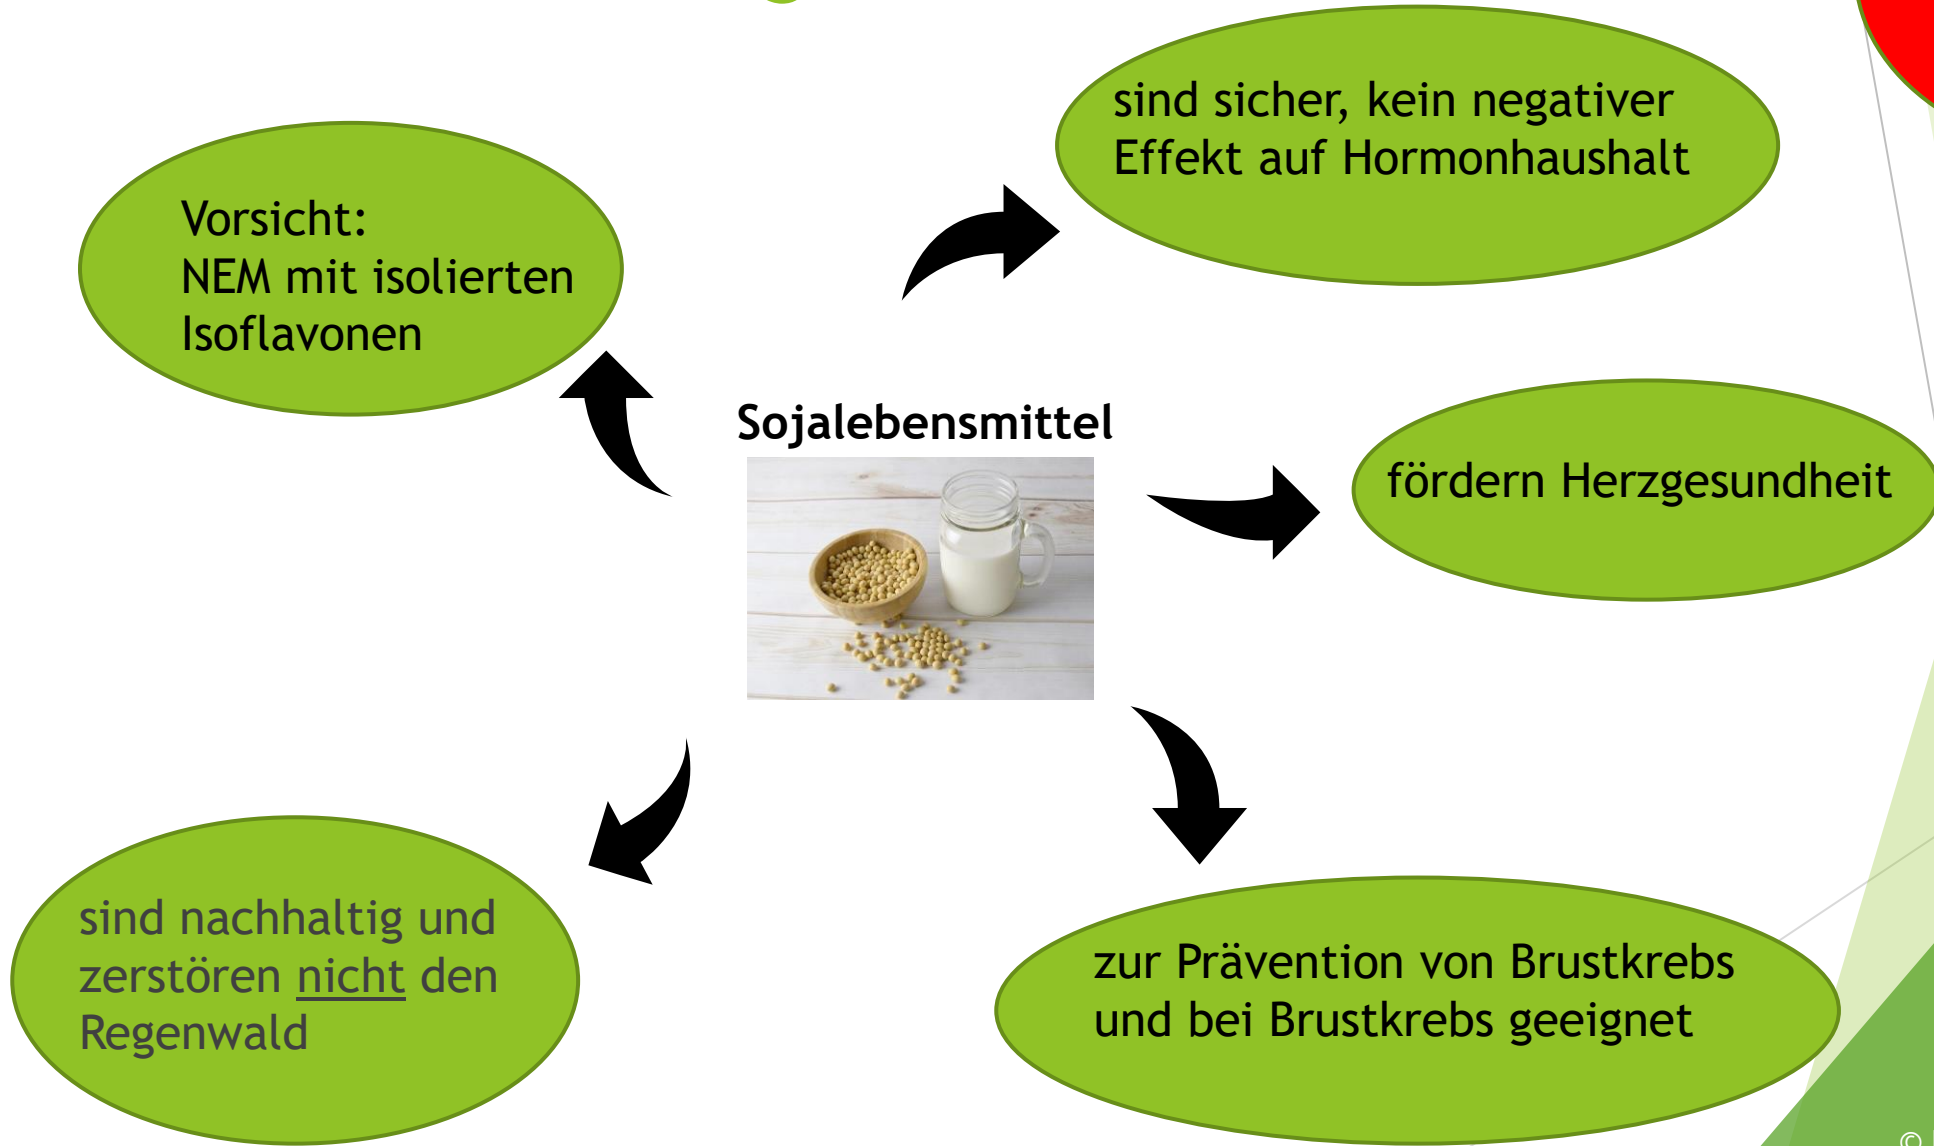 sind sicher, kein negativer
Effekt auf Hormonhaushalt
Vorsicht:
NEM mit isolierten
Isoflavonen
Sojalebensmittel
fördern Herzgesundheit
sind nachhaltig und
zerstören nicht den
Regenwald
zur Prävention von Brustkrebs
und bei Brustkrebs geeignet
©